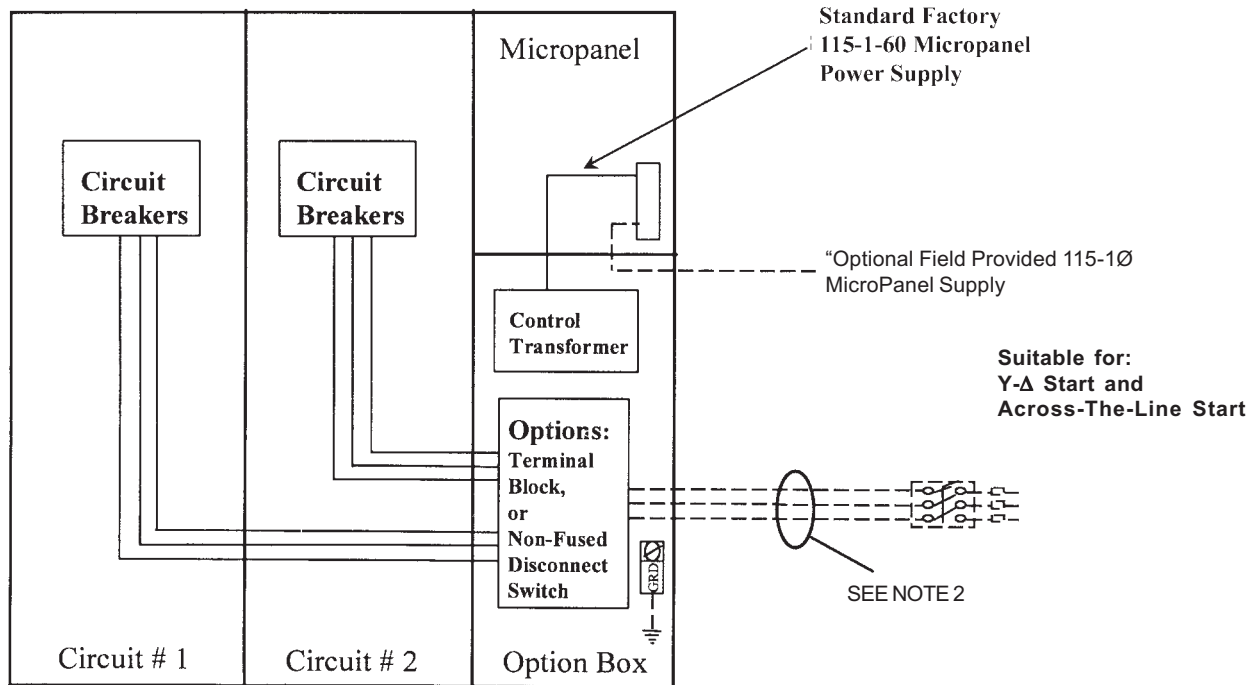 Micropanel
Standard Factory
115-1-60 Micropanel
Power Supply
Circuit
Breakers
Circuit
Breakers
“Optional Field Provided 115-1Ø
MicroPanel Supply
Control
Transformer
Suitable for:
Y-Δ Start and
Across-The-Line Start
Options:
Terminal
Block,
or
Non-Fused
Disconnect
Switch
GRD
SEE NOTE 2
Circuit # 1
Circuit # 2
Option Box